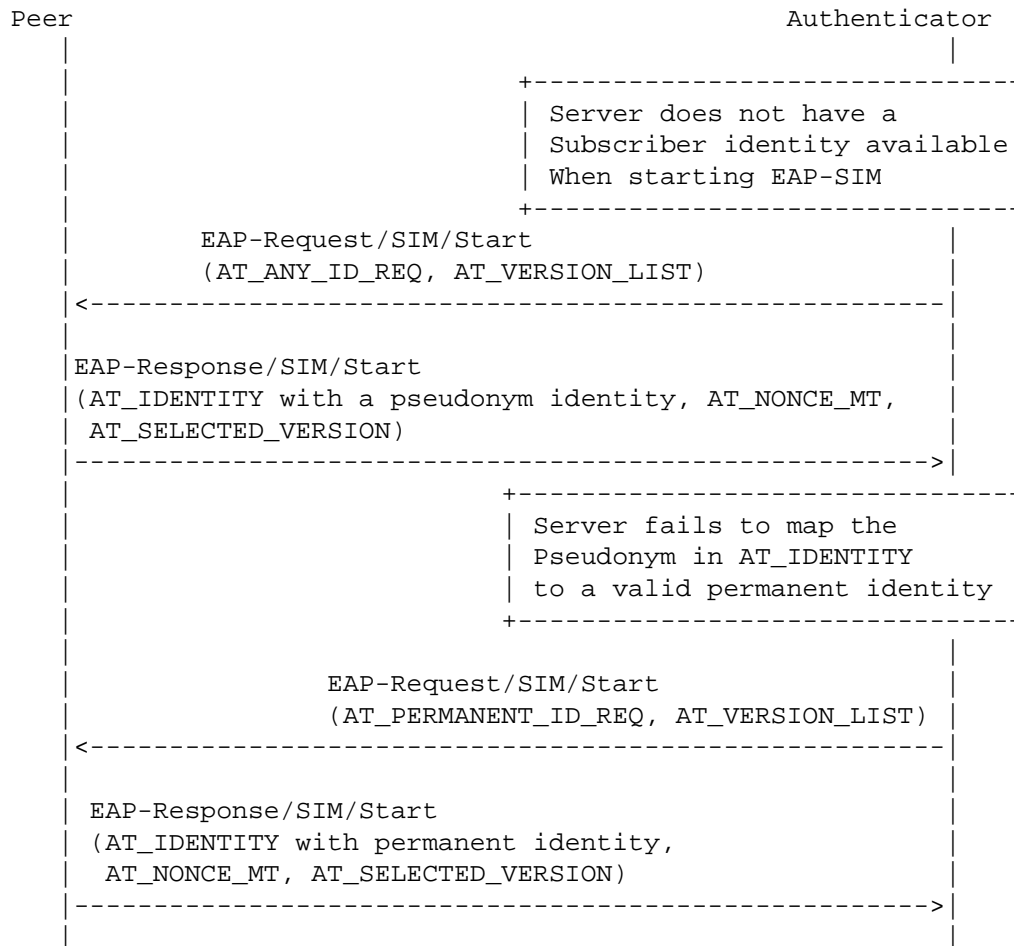 Peer Authenticator
Server does not have a
Subscriber identity available
When starting EAP-SIM
EAP-Request/SIM/Start
(AT_ANY_ID_REQ, AT_VERSION_LIST)
EAP-Response/SIM/Start
(AT_IDENTITY with a pseudonym identity, AT_NONCE_MT,
AT_SELECTED_VERSION)
Server fails to map the
Pseudonym in AT_IDENTITY
to a valid permanent identity
EAP-Request/SIM/Start
(AT_PERMANENT_ID_REQ, AT_VERSION_LIST)
EAP-Response/SIM/Start
(AT_IDENTITY with permanent identity,
AT_NONCE_MT, AT_SELECTED_VERSION)